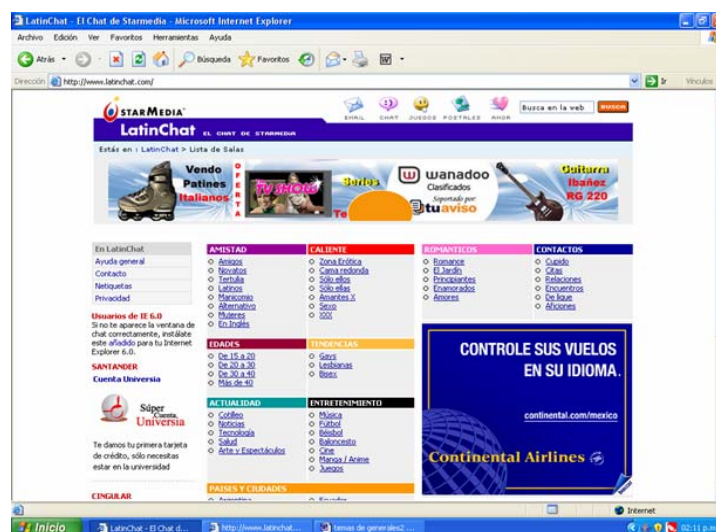 LatinChat - El Chat de Starmedia - Microsoft Internet Explorer
Archivo Edición Ver Favoritos Herramientas Ayuda
Atrás Búsqueda Favoritos
Dirección http://www.latinchat.com/ Ir Vínculos
STARMEDIA
EMAIL CHAT JUEGOS POSTALES AMOR
Busca en la web BUSCAR
LatinChat EL CHAT DE STARMEDIA
Estás en : LatinChat > Lista de Salas
Vendo Patines Italianos
OFERTA
TU SHOW
Series
Te
wanadoo
Clasificados
Soportado por:
tuaviso
Guitarra
Ibañez
RG 220
En LatinChat
Ayuda general
Contacto
Netiquetas
Privacidad
Usuarios de IE 6.0
Si no te aparece la ventana de
chat correctamente, instálate
este añadido para tu Internet
Explorer 6.0.
SANTANDER
Cuenta Universia
Súper
Cuenta
Universia
Te damos tu primera tarjeta
de crédito, sólo necesitas
estar en la universidad
CINGULAR
AMISTAD
Amigos
Novatos
Tertulia
Latinos
Manicomio
Alternativo
Mujeres
En Inglés
CALIENTE
Zona Erótica
Cama redonda
Sólo ellos
Sólo ellas
Amantes X
Sexo
XXX
ROMANTICOS
Romance
El Jardín
Principiantes
Enamorados
Amores
CONTACTOS
Cupido
Citas
Relaciones
Encuentros
De ligue
Aficiones
EDADES
De 15 a 20
De 20 a 30
De 30 a 40
Más de 40
TENDENCIAS
Gays
Lesbianas
Bisex
ACTUALIDAD
Cotilleo
Noticias
Tecnología
Salud
Arte y Espectáculos
ENTRETENIMIENTO
Música
Fútbol
Béisbol
Baloncesto
Cine
Manga / Anime
Juegos
PAISES Y CIUDADES
Argentina
Ecuador
CONTROLE SUS VUELOS
EN SU IDIOMA.
continental.com/mexico
Continental Airlines
Internet
Inicio
LatinChat - El Chat d...
http://www.latinchat...
temas de generales2 ...
02:11 p.m.